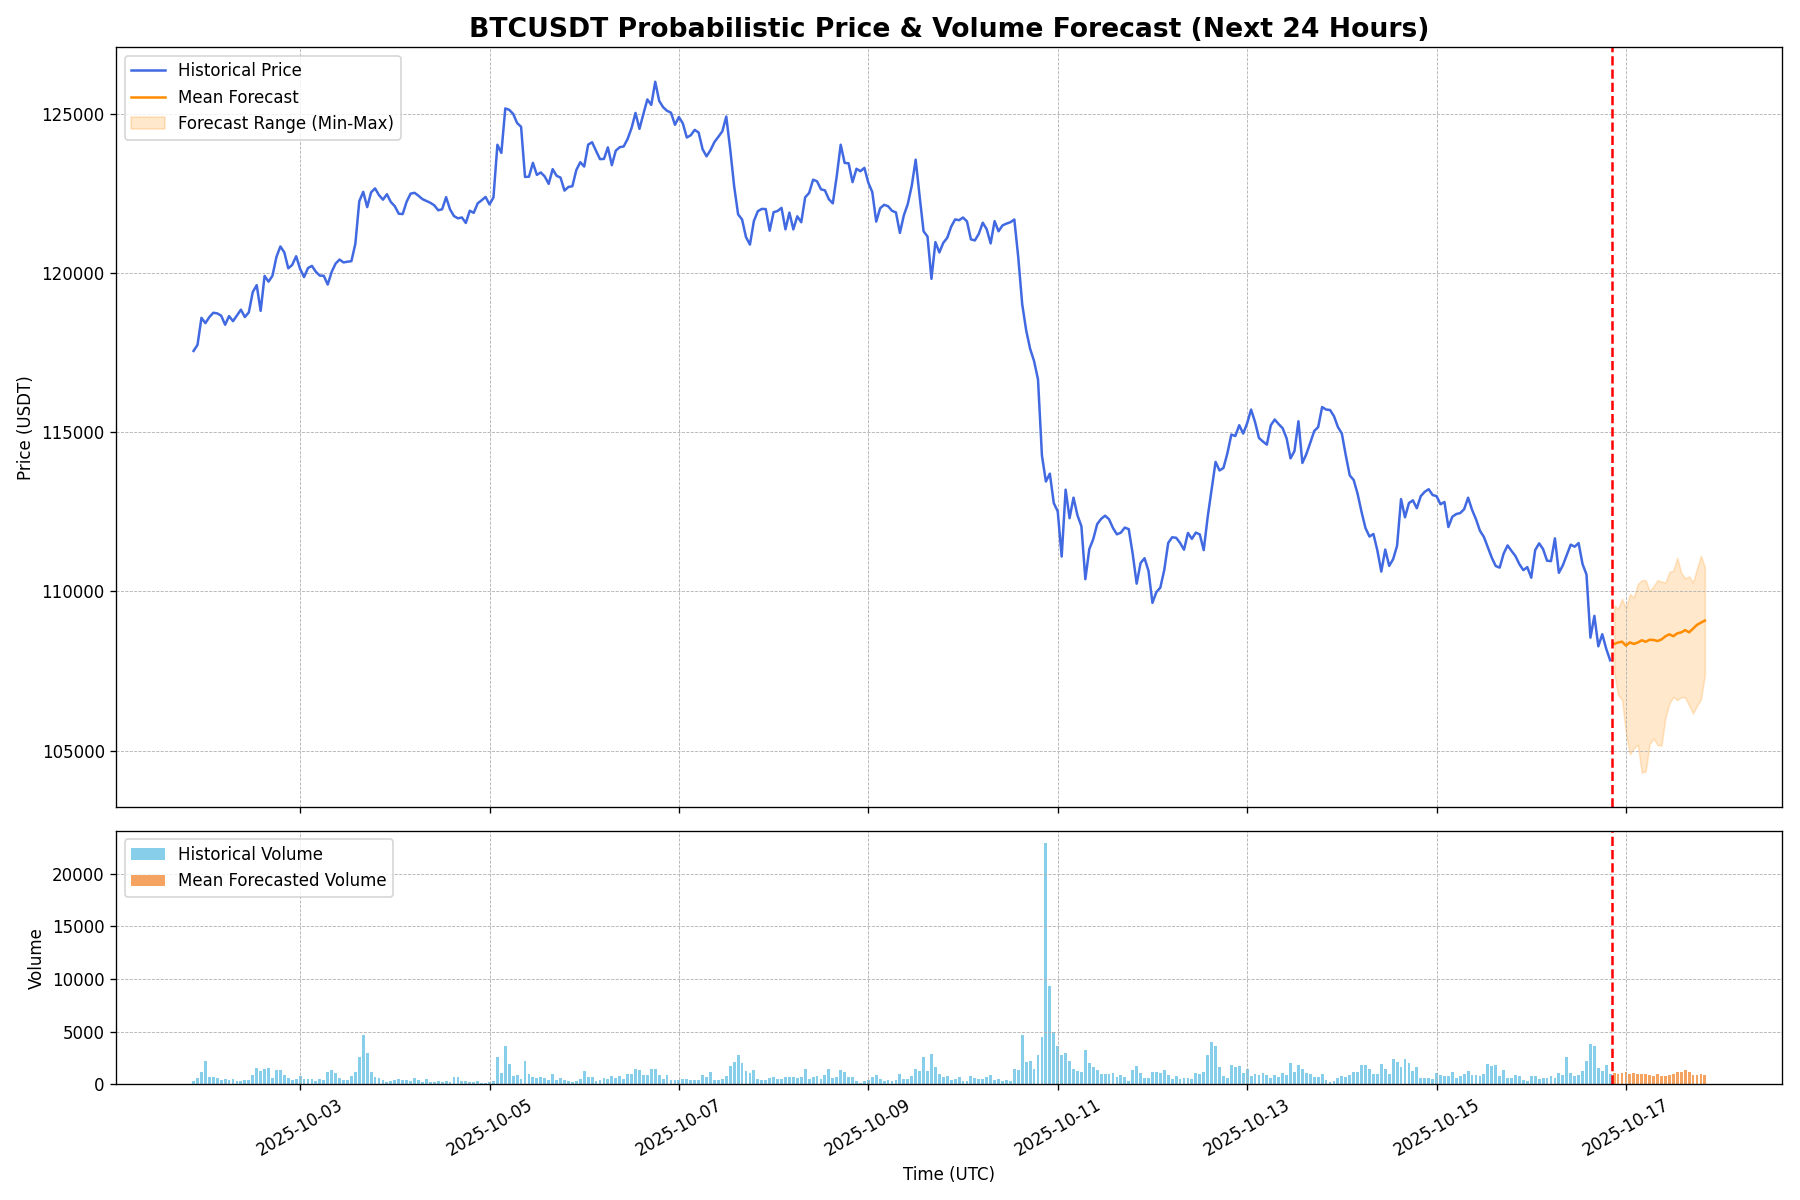 BTCUSDT Probabilistic Price & Volume Forecast (Next 24 Hours)
Historical Price
Mean Forecast
Forecast Range (Min-Max)
125000
120000
115000
110000
105000
Price (USDT)
Historical Volume
Mean Forecasted Volume
20000
15000
10000
5000
0
Volume
2025-10-03
2025-10-05
2025-10-07
2025-10-09
2025-10-11
2025-10-13
2025-10-15
2025-10-17
Time (UTC)